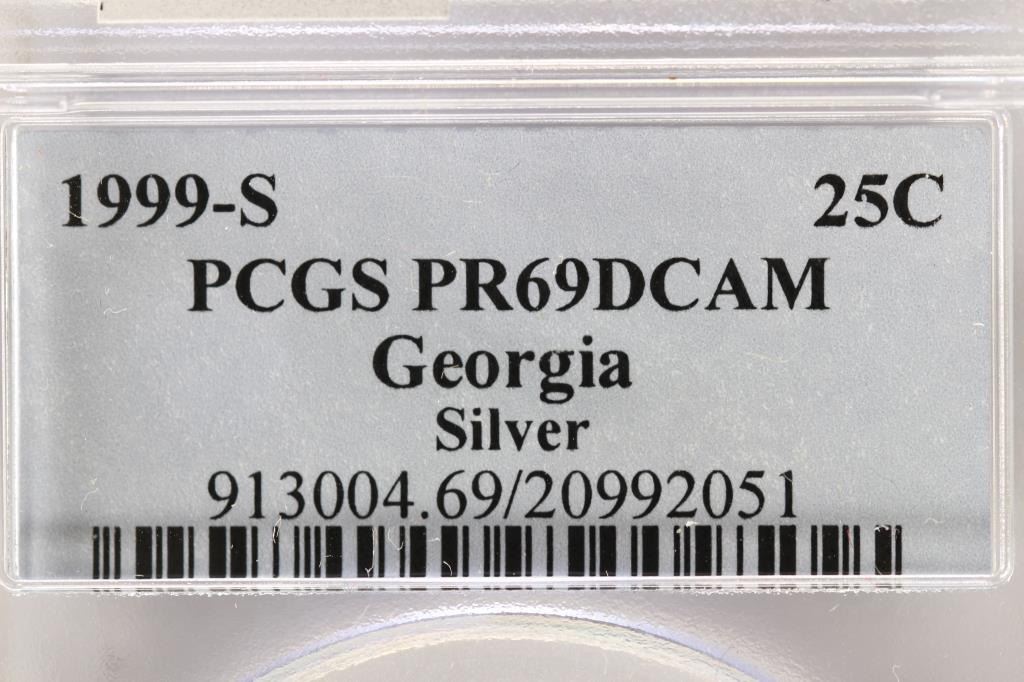 1999-S 25C
PCGS PR69DCAM
Georgia
Silver
913004.69/20992051